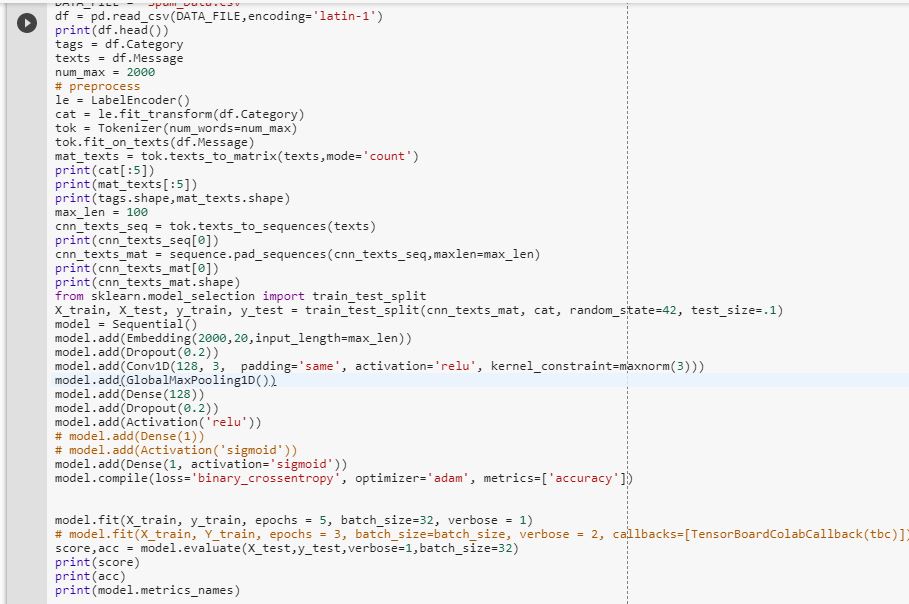 DATA_FILE = "Spam_Data.csv"
df = pd.read_csv(DATA_FILE,encoding='latin-1')
print(df.head())
tags = df.Category
texts = df.Message
num_max = 2000
# preprocess
le = LabelEncoder()
cat = le.fit_transform(df.Category)
tok = Tokenizer(num_words=num_max)
tok.fit_on_texts(df.Message)
mat_texts = tok.texts_to_matrix(texts,mode='count')
print(cat[:5])
print(mat_texts[:5])
print(tags.shape,mat_texts.shape)
max_len = 100
cnn_texts_seq = tok.texts_to_sequences(texts)
print(cnn_texts_seq[0])
cnn_texts_mat = sequence.pad_sequences(cnn_texts_seq,maxlen=max_len)
print(cnn_texts_mat[0])
print(cnn_texts_mat.shape)
from sklearn.model_selection import train_test_split
X_train, X_test, y_train, y_test = train_test_split(cnn_texts_mat, cat, random_state=42, test_size=.1)
model = Sequential()
model.add(Embedding(2000,20,input_length=max_len))
model.add(Dropout(0.2))
model.add(Conv1D(128, 3,  padding='same', activation='relu', kernel_constraint=maxnorm(3)))
model.add(GlobalMaxPooling1D())
model.add(Dense(128))
model.add(Dropout(0.2))
model.add(Activation('relu'))
# model.add(Dense(1))
# model.add(Activation('sigmoid'))
model.add(Dense(1, activation='sigmoid'))
model.compile(loss='binary_crossentropy', optimizer='adam', metrics=['accuracy'])
model.fit(X_train, y_train, epochs = 5, batch_size=32, verbose = 1)
# model.fit(X_train, Y_train, epochs = 3, batch_size=batch_size, verbose = 2, callbacks=[TensorBoardColabCallback(tbc)])
score,acc = model.evaluate(X_test,y_test,verbose=1,batch_size=32)
print(score)
print(acc)
print(model.metrics_names)